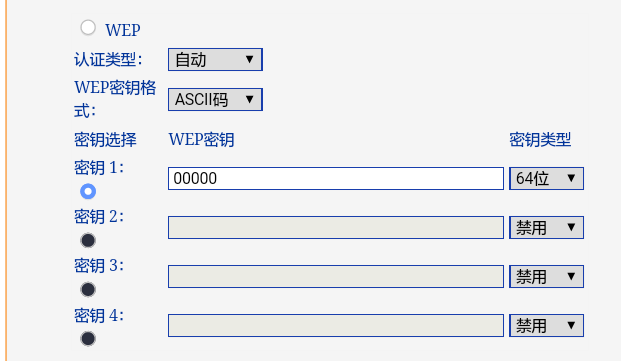 WEP
认证类型: 自动
WEP密钥格
式: ASCII码
密钥选择 WEP密钥 密钥类型
密钥 1: 00000 64位
密钥 2: 禁用
密钥 3: 禁用
密钥 4: 禁用